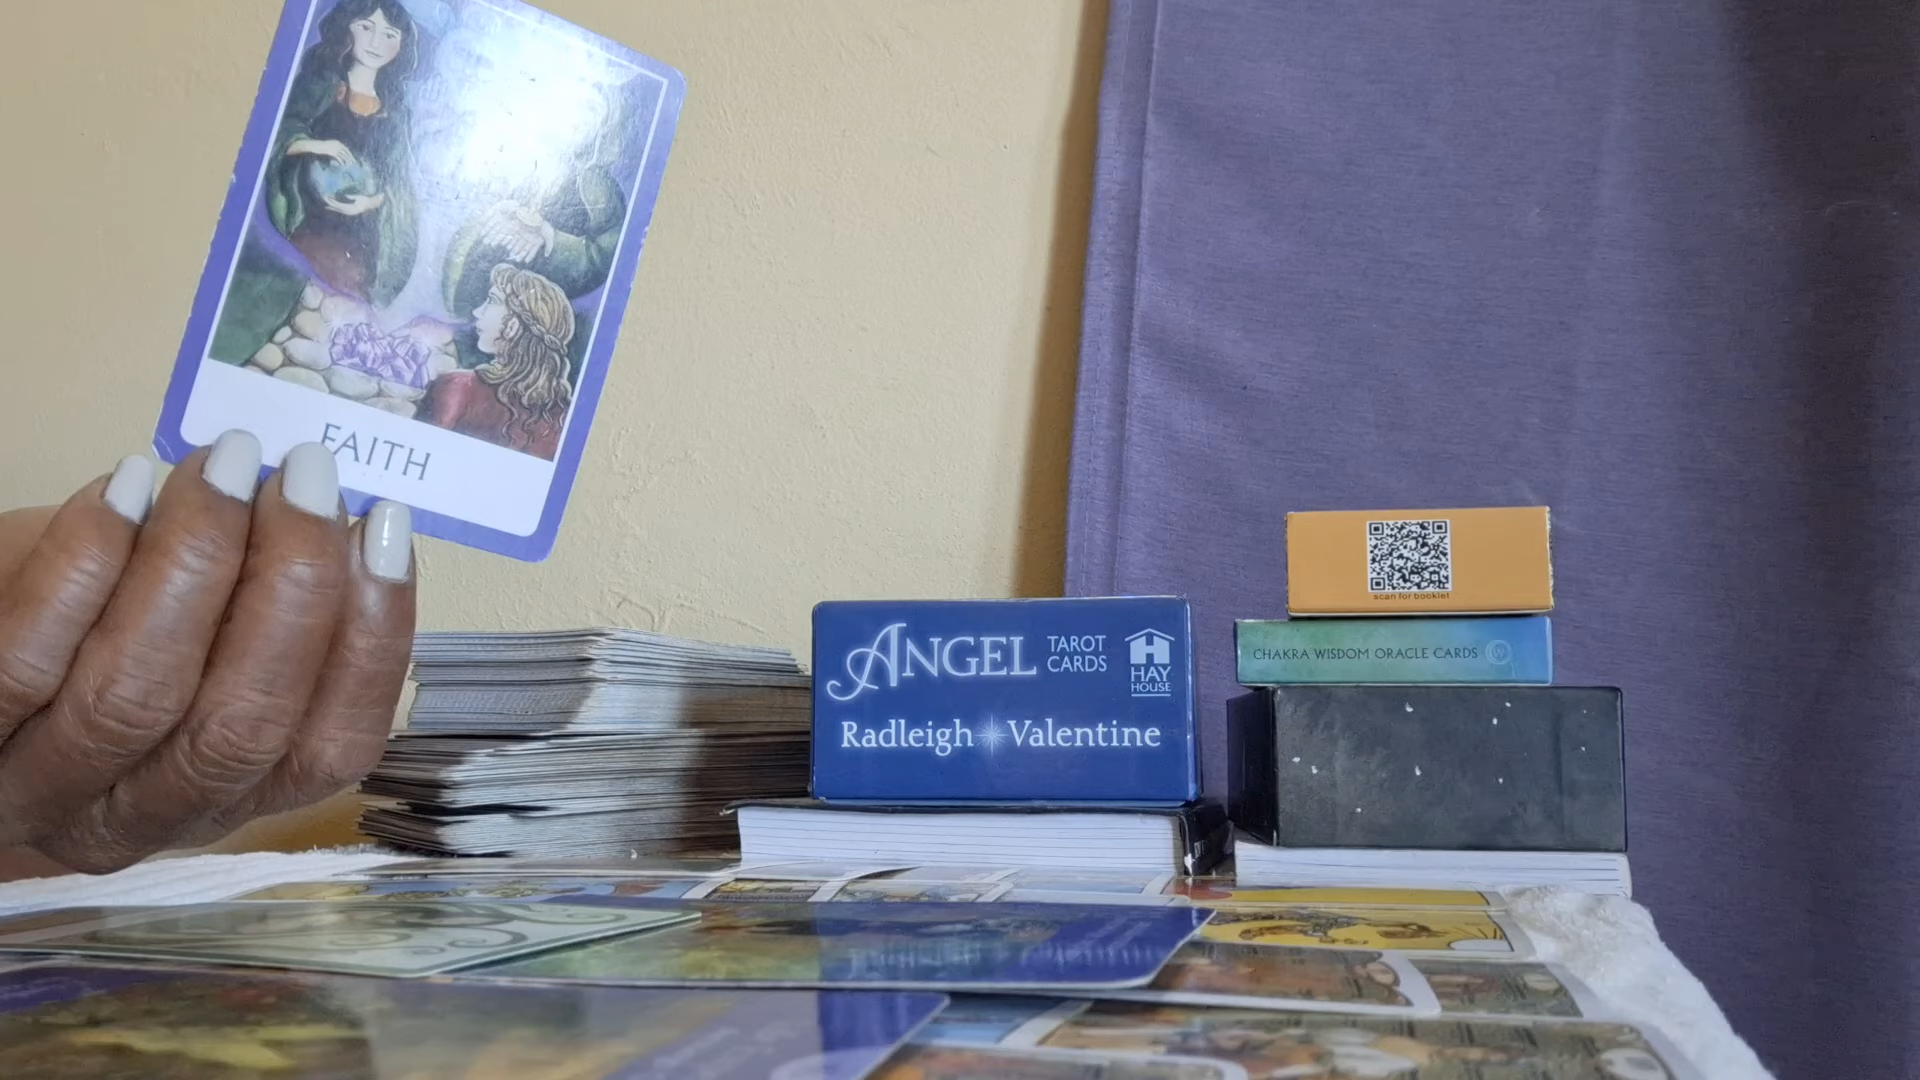 FAITH
ANGEL TAROT CARDS
HAY HOUSE
Radleigh Valentine
scan for booklet
CHAKRA WISDOM ORACLE CARDS